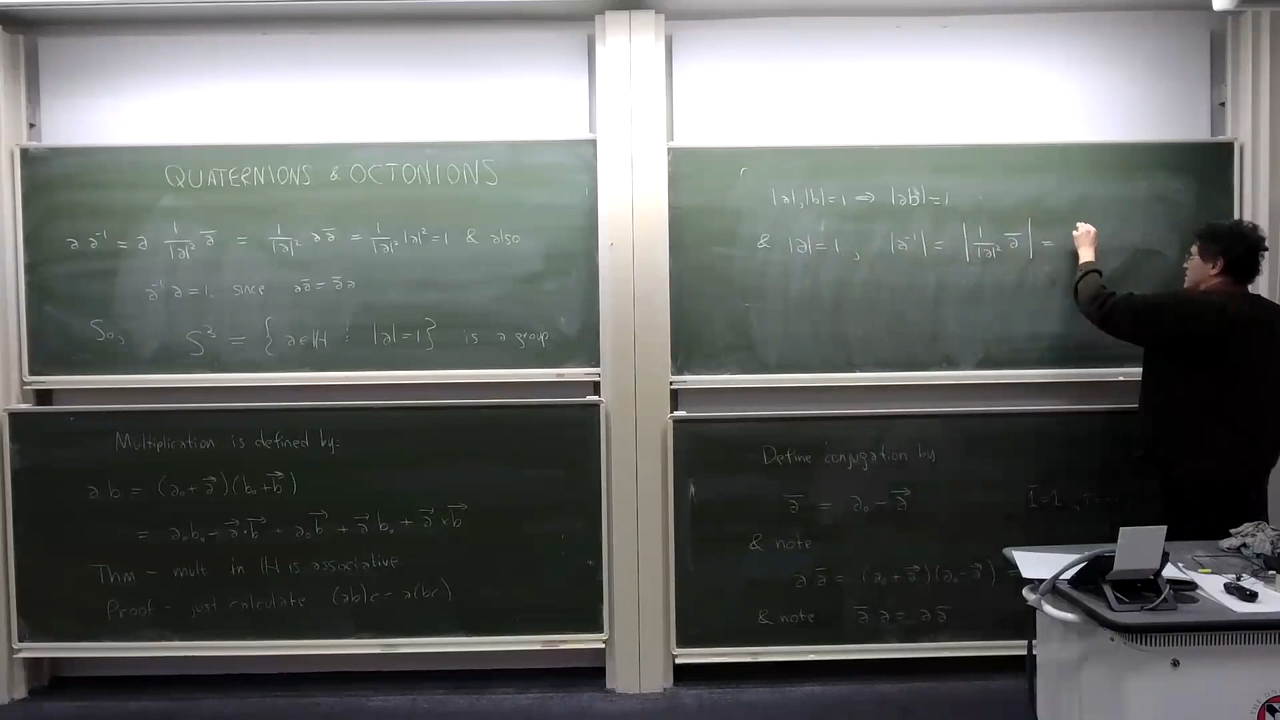 QUATERNIONS & OCTONIONS
a a⁻¹ = a 1/|a|² ā = 1/|a|² a ā = 1/|a|² |a|² = 1 & also
a⁻¹ a = 1, since a ā = ā a
So, S³ = { a ∈ ℍ : |a| = 1 } is a group
Multiplication is defined by:
a b = (a₀ + a⃗)(b₀ + b⃗)
= a₀b₀ - a⃗·b⃗ + a₀b⃗ + a⃗b₀ + a⃗×b⃗
Thm - mult in ℍ is associative
Proof - just calculate (ab)c = a(bc)
|a|, |b| = 1 ⇒ |ab| = 1
& |a| = 1, |a⁻¹| = | 1/|a|² ā | =
Define conjugation by
ā = a₀ - a⃗
& note
a ā = (a₀ + a⃗)(a₀ - a⃗) =
& note ā a = a ā